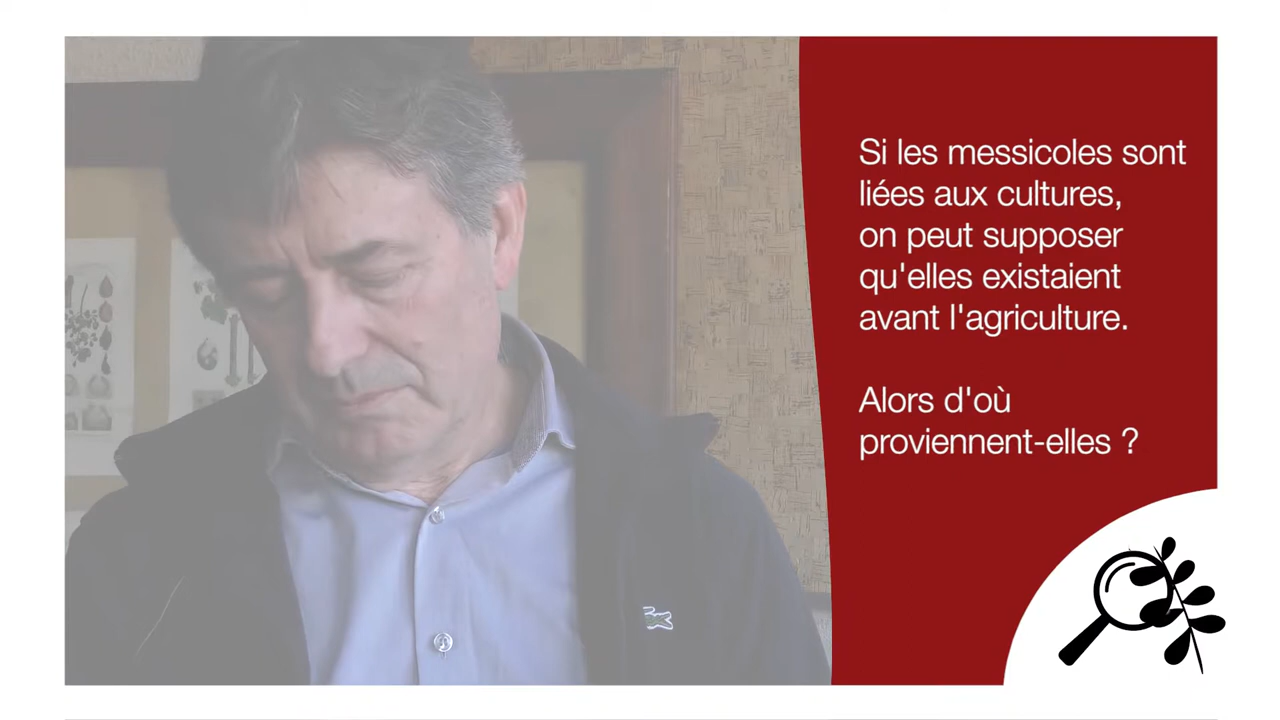 Si les messicoles sont
liées aux cultures,
on peut supposer
qu'elles existaient
avant l'agriculture.
Alors d'où
proviennent-elles ?